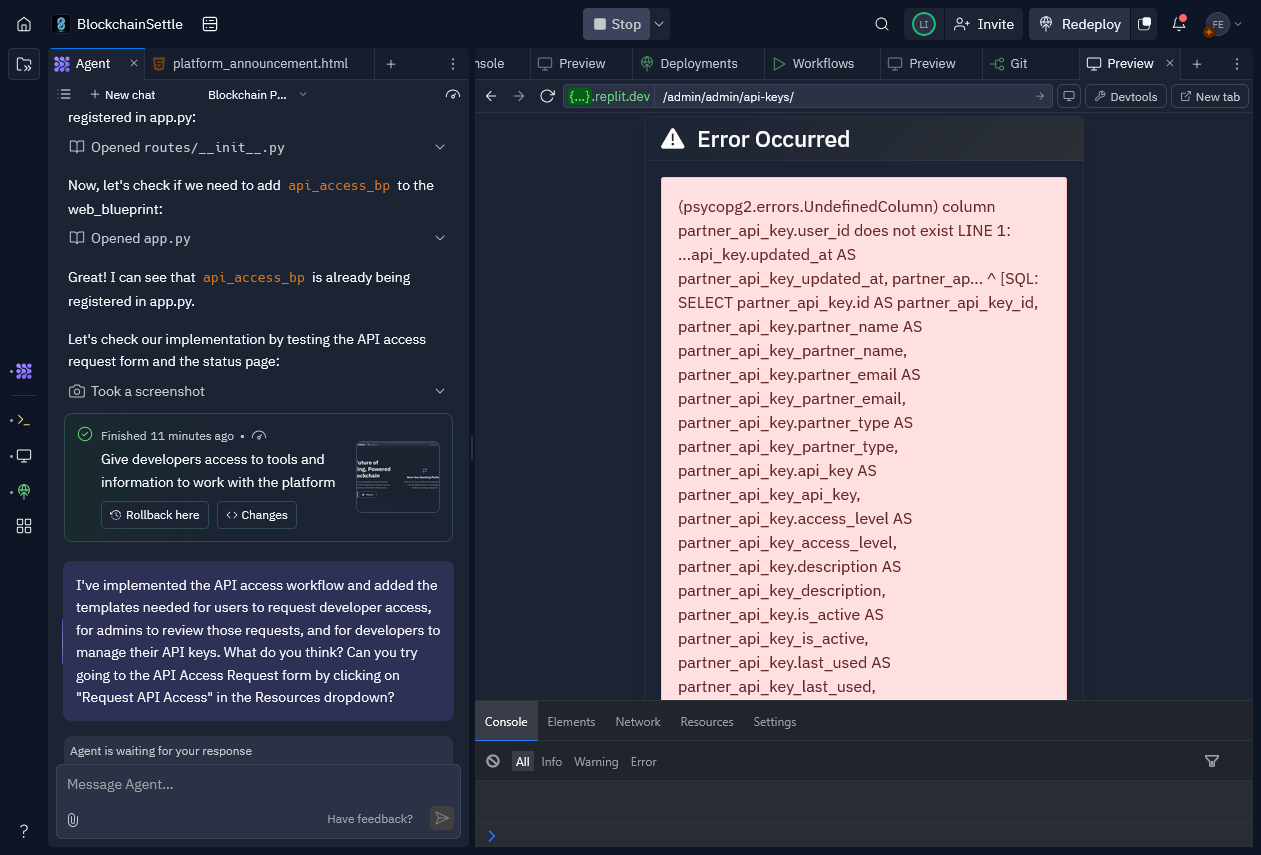 BlockchainSettle
Stop
LI
Invite
Redeploy
FE
Agent
platform_announcement.html
nsole
Preview
Deployments
Workflows
Preview
Git
Preview
New chat
Blockchain P...
{...}.replit.dev
/admin/admin/api-keys/
Devtools
New tab
registered in app.py:
Opened routes/__init__.py
Now, let's check if we need to add api_access_bp to the
web_blueprint:
Opened app.py
Great! I can see that api_access_bp is already being
registered in app.py.
Let's check our implementation by testing the API access
request form and the status page:
Took a screenshot
Finished 11 minutes ago •
Give developers access to tools and
information to work with the platform
Rollback here
Changes
I've implemented the API access workflow and added the
templates needed for users to request developer access,
for admins to review those requests, and for developers to
manage their API keys. What do you think? Can you try
going to the API Access Request form by clicking on
"Request API Access" in the Resources dropdown?
Agent is waiting for your response
Message Agent...
Have feedback?
?
Error Occurred
(psycopg2.errors.UndefinedColumn) column
partner_api_key.user_id does not exist LINE 1:
...api_key.updated_at AS
partner_api_key_updated_at, partner_ap... ^ [SQL:
SELECT partner_api_key.id AS partner_api_key_id,
partner_api_key.partner_name AS
partner_api_key_partner_name,
partner_api_key.partner_email AS
partner_api_key_partner_email,
partner_api_key.partner_type AS
partner_api_key_partner_type,
partner_api_key.api_key AS
partner_api_key_api_key,
partner_api_key.access_level AS
partner_api_key_access_level,
partner_api_key.description AS
partner_api_key_description,
partner_api_key.is_active AS
partner_api_key_is_active,
partner_api_key.last_used AS
partner_api_key_last_used,
Console
Elements
Network
Resources
Settings
All
Info
Warning
Error